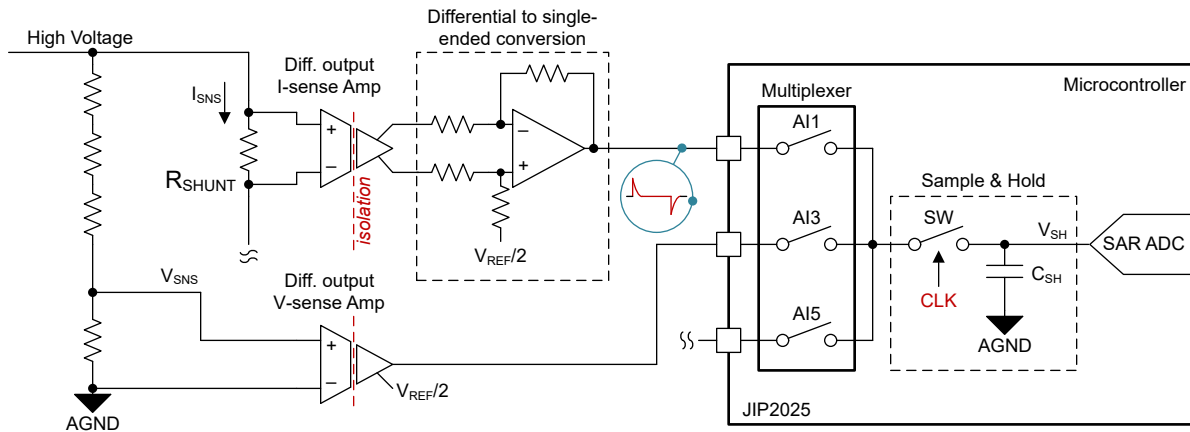 High Voltage
Differential to single-
ended conversion
Diff. output
I-sense Amp
I_SNS
+
−
R_SHUNT
isolation
−
+
V_REF/2
Microcontroller
Multiplexer
AI1
AI3
AI5
Sample & Hold
SW
V_SH
SAR ADC
C_SH
CLK
AGND
V_SNS
Diff. output
V-sense Amp
+
−
V_REF/2
AGND
JIP2025